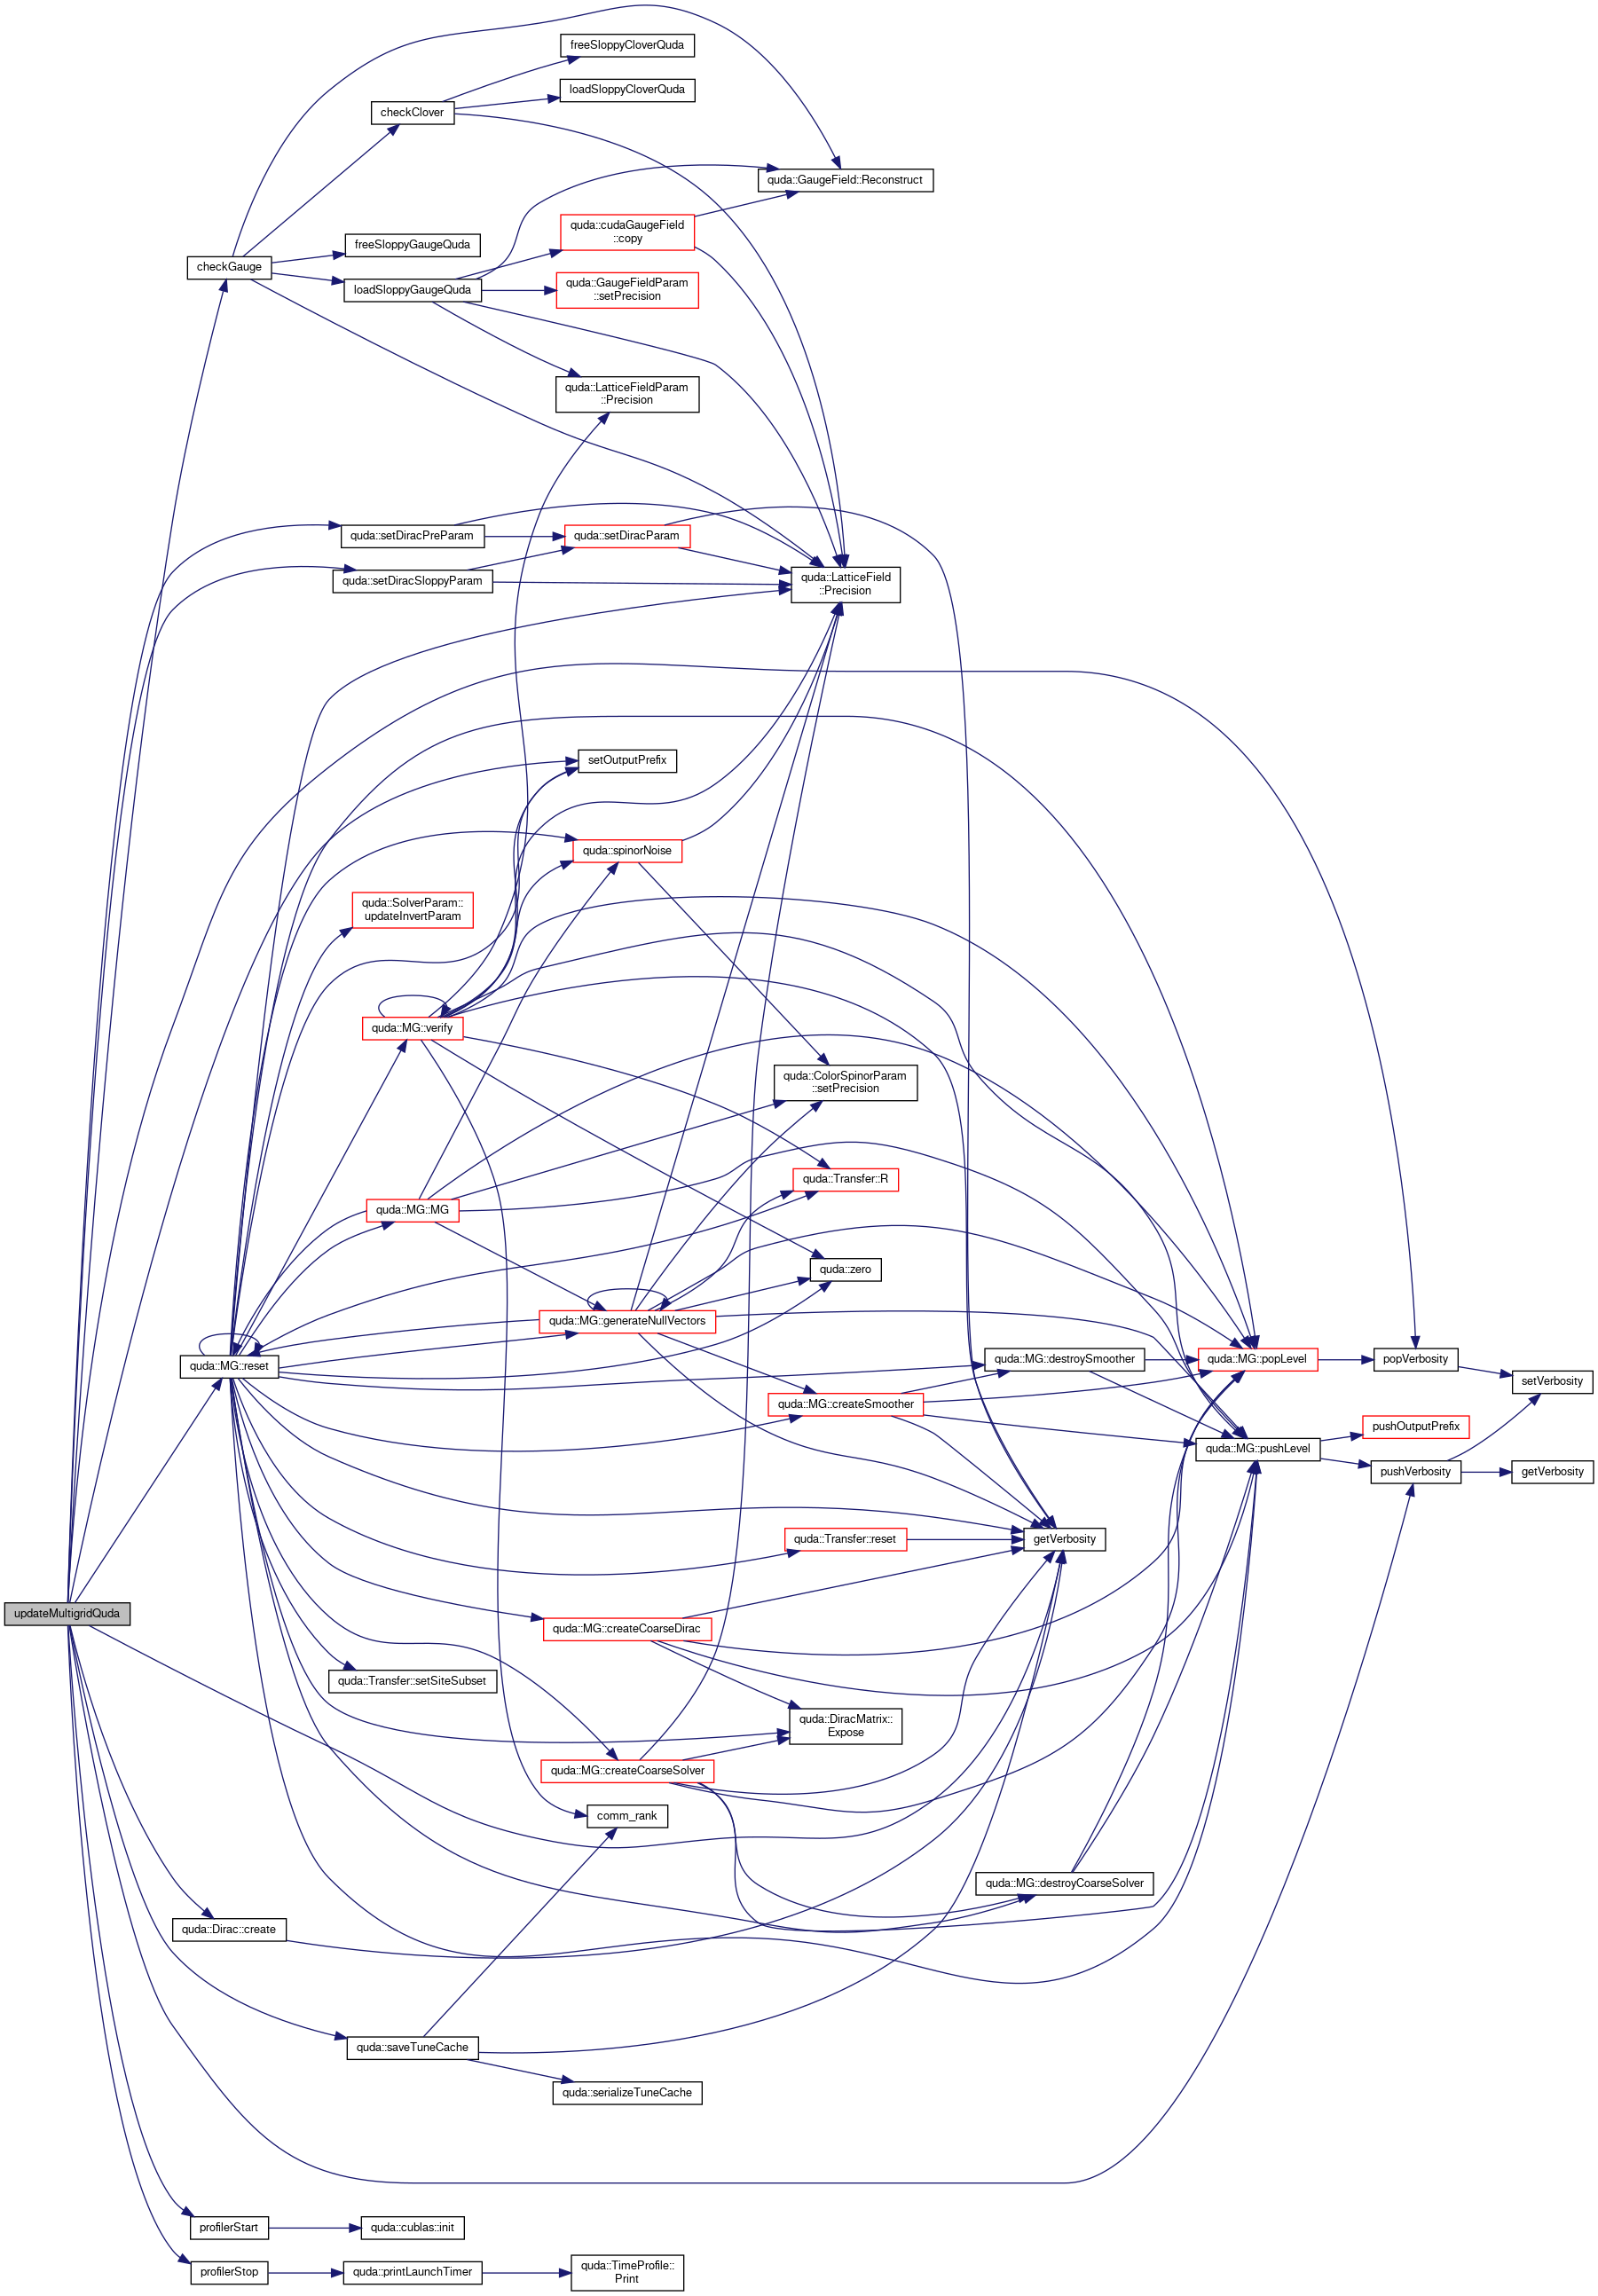 freeSloppyCloverQuda
loadSloppyCloverQuda
checkClover
quda::GaugeField::Reconstruct
quda::cudaGaugeField
::copy
freeSloppyGaugeQuda
checkGauge
loadSloppyGaugeQuda
quda::GaugeFieldParam
::setPrecision
quda::LatticeFieldParam
::Precision
quda::setDiracPreParam
quda::setDiracParam
quda::setDiracSloppyParam
quda::LatticeField
::Precision
setOutputPrefix
quda::spinorNoise
quda::SolverParam::
updateInvertParam
quda::MG::verify
quda::ColorSpinorParam
::setPrecision
quda::Transfer::R
quda::MG::MG
quda::zero
quda::MG::generateNullVectors
quda::MG::reset
quda::MG::destroySmoother
quda::MG::popLevel
popVerbosity
setVerbosity
quda::MG::createSmoother
pushOutputPrefix
quda::MG::pushLevel
pushVerbosity
getVerbosity
quda::Transfer::reset
getVerbosity
updateMultigridQuda
quda::MG::createCoarseDirac
quda::Transfer::setSiteSubset
quda::DiracMatrix::
Expose
quda::MG::createCoarseSolver
comm_rank
quda::MG::destroyCoarseSolver
quda::Dirac::create
quda::saveTuneCache
quda::serializeTuneCache
profilerStart
quda::cublas::init
profilerStop
quda::printLaunchTimer
quda::TimeProfile::
Print